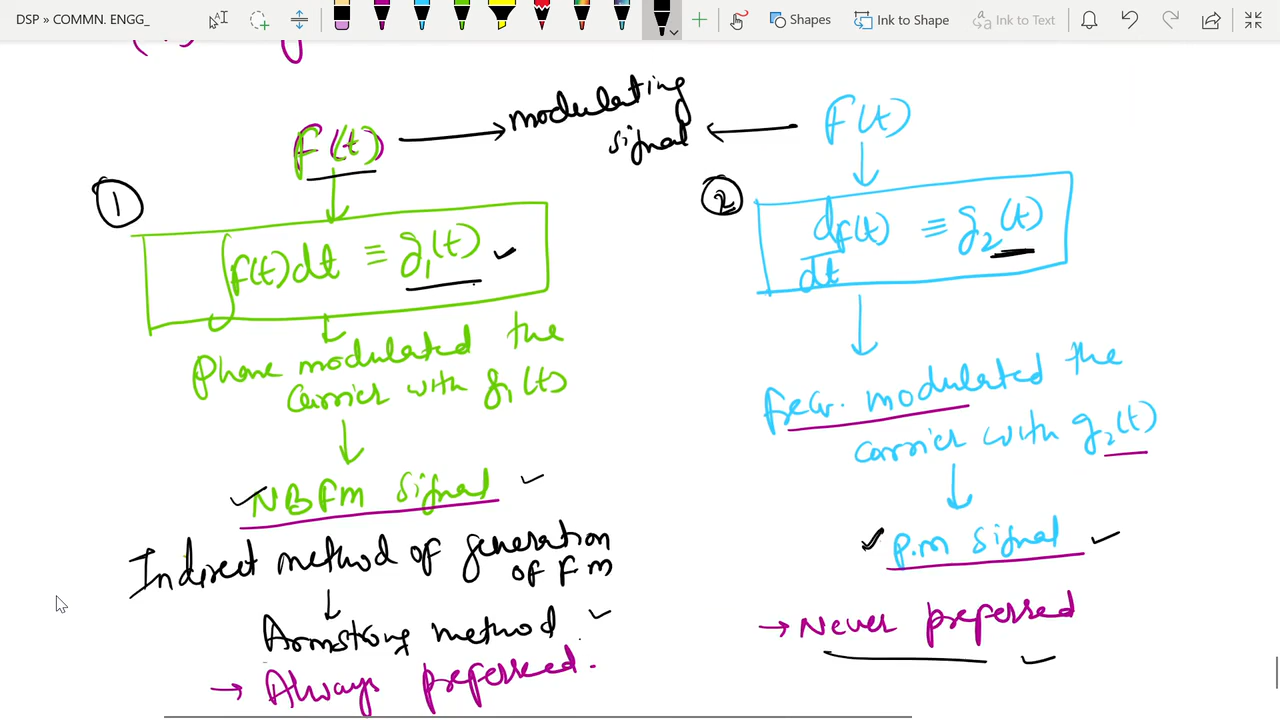 DSP » COMMN. ENGG_
Shapes
Ink to Shape
Ink to Text
F(t)
modulating
signal
F(t)
1
∫F(t)dt ≡ g₁(t)
Phase modulated the
carrier with g₁(t)
NBFM signal
Indirect method of generation
of FM
Armstrong method
→ Always preferred.
2
df(t)/dt ≡ g₂(t)
freq. modulated the
carrier with g₂(t)
p.m signal
→ Never preferred